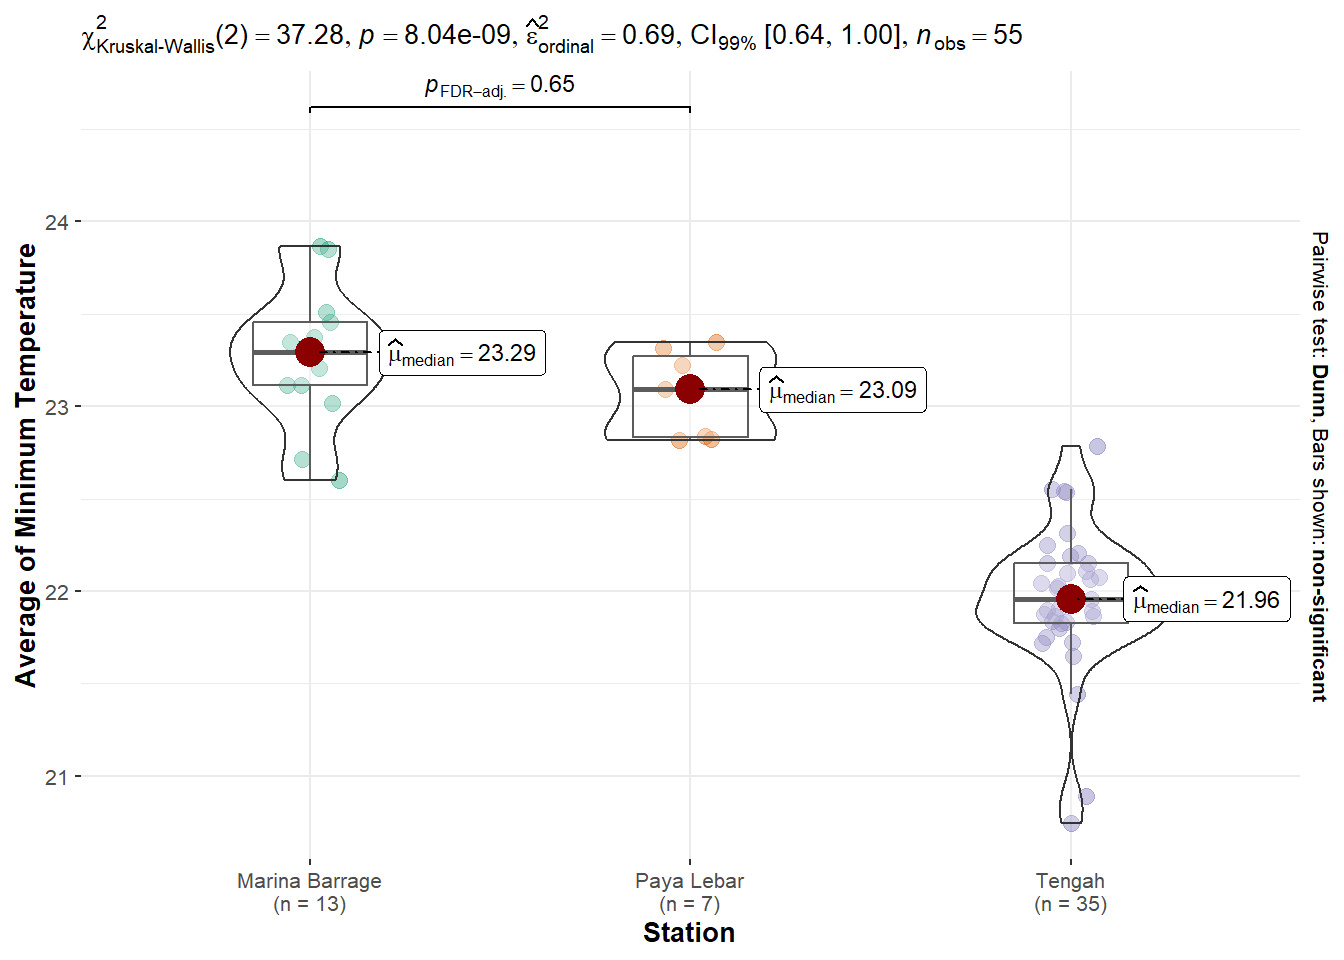 χ²Kruskal-Wallis(2) = 37.28, p = 8.04e-09, ε̂²ordinal = 0.69, CI99% [0.64, 1.00], nobs = 55
pFDR–adj. = 0.65
24
23
22
21
Average of Minimum Temperature
μ̂median = 23.29
μ̂median = 23.09
μ̂median = 21.96
Pairwise test: Dunn, Bars shown: non-significant
Marina Barrage
(n = 13)
Paya Lebar
(n = 7)
Tengah
(n = 35)
Station